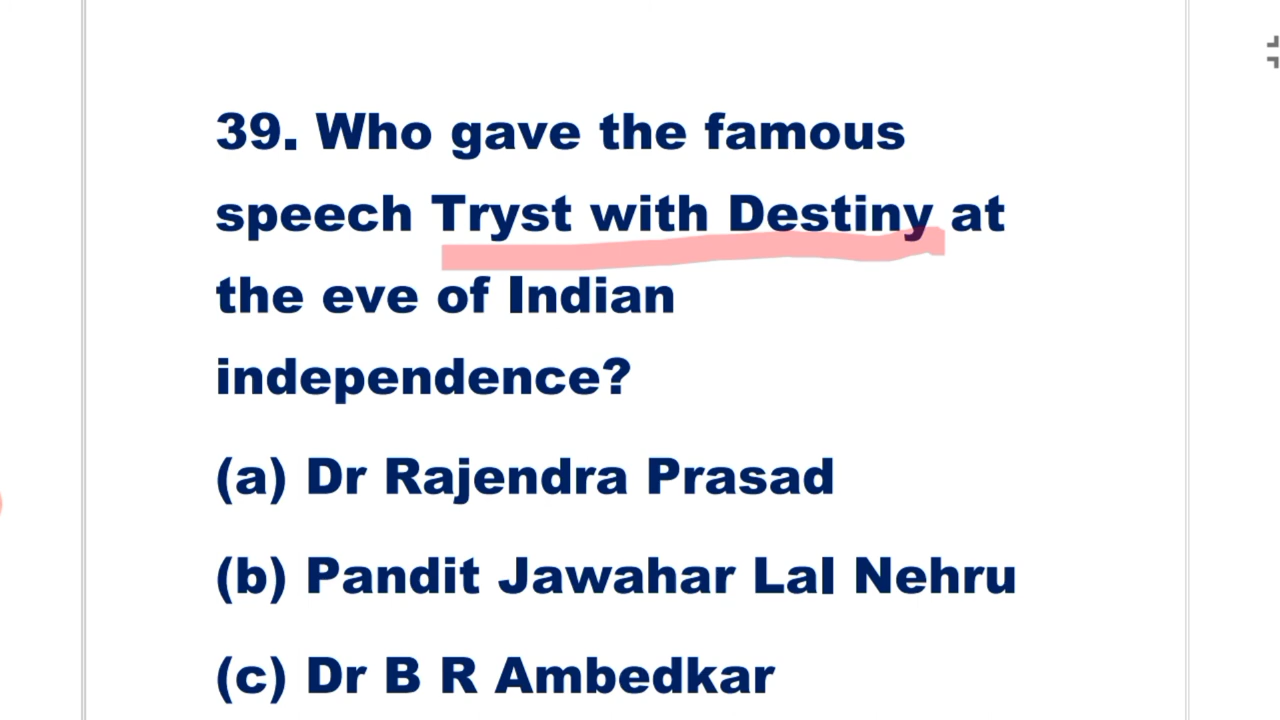 39. Who gave the famous
speech Tryst with Destiny at
the eve of Indian
independence?
(a) Dr Rajendra Prasad
(b) Pandit Jawahar Lal Nehru
(c) Dr B R Ambedkar